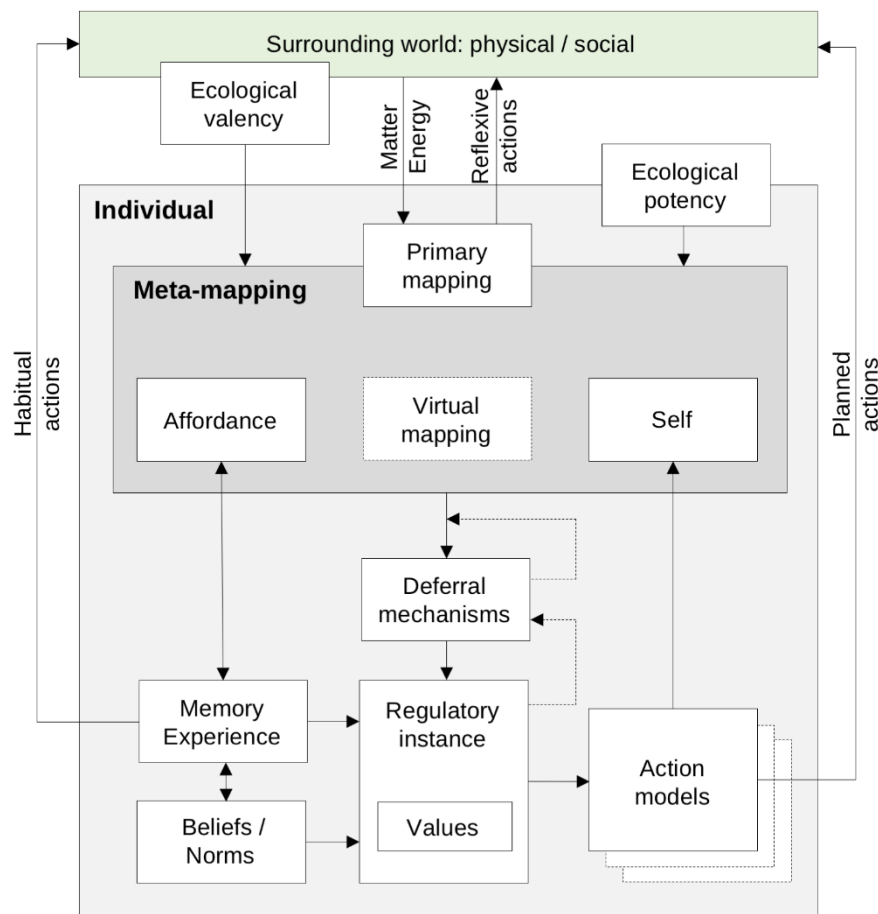 Surrounding world: physical / social
Ecological
valency
Matter
Energy
Reflexive
actions
Ecological
potency
Individual
Primary
mapping
Meta-mapping
Habitual
actions
Planned
actions
Affordance
Virtual
mapping
Self
Deferral
mechanisms
Memory
Experience
Regulatory
instance
Action
models
Beliefs /
Norms
Values